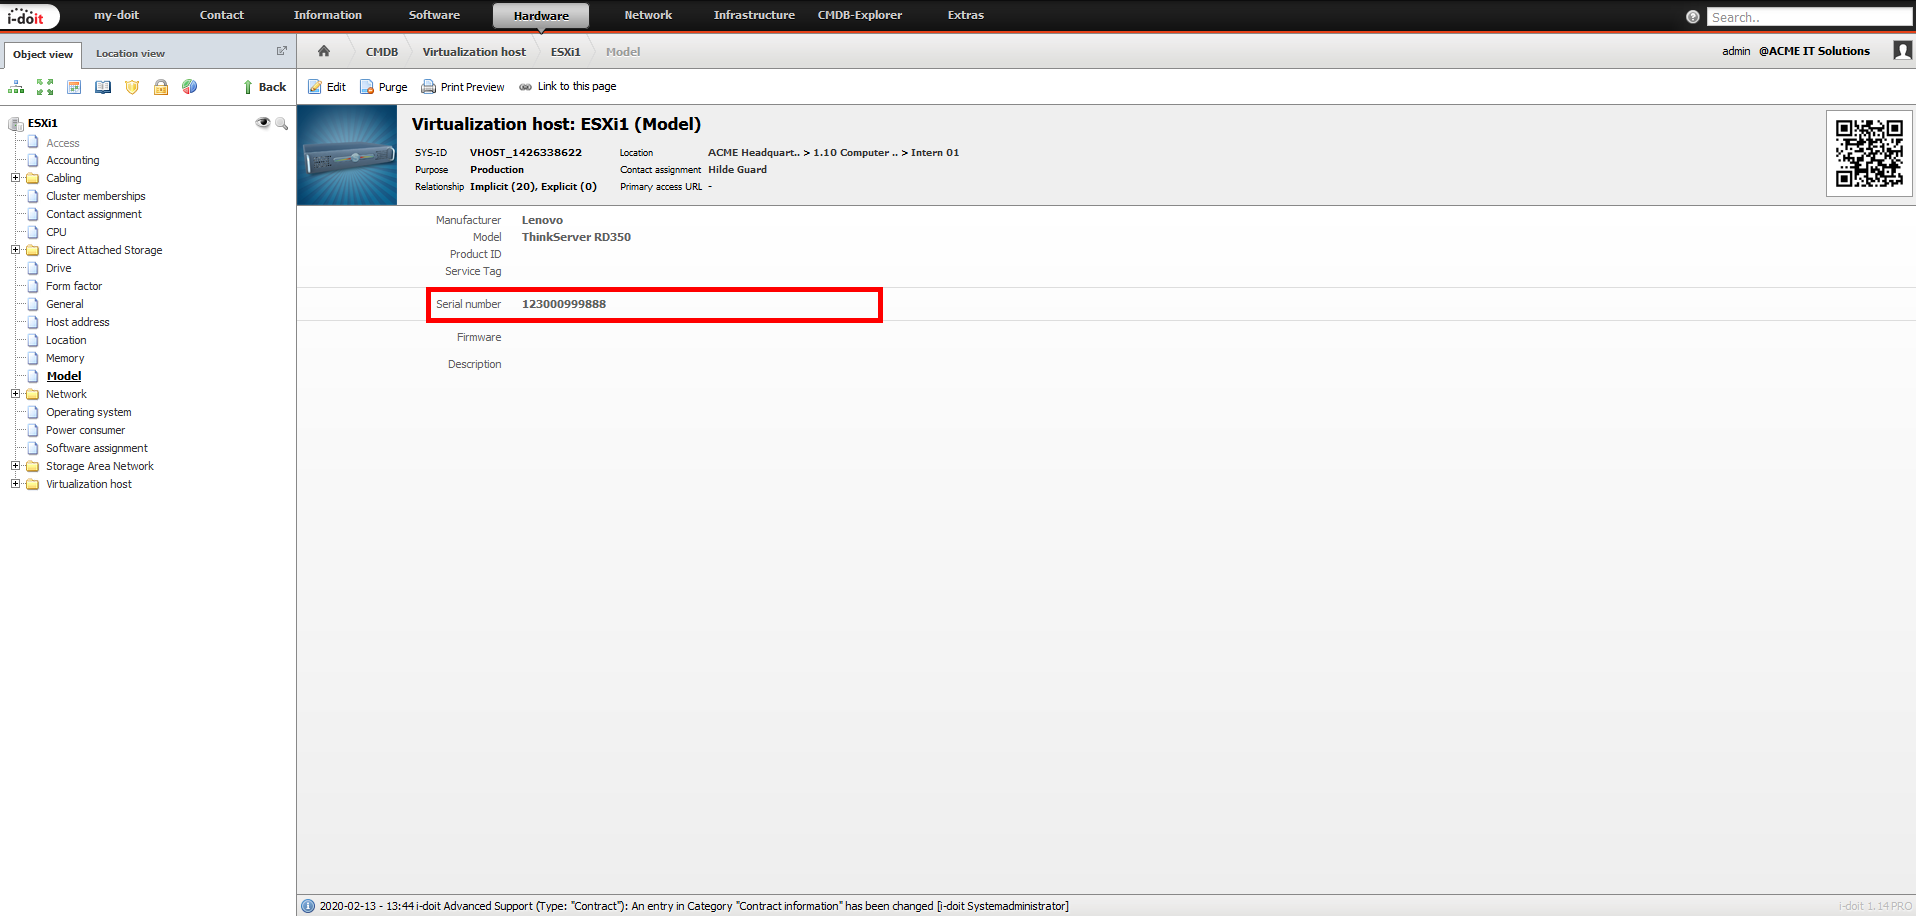 i-doit my-doit Contact Information Software Hardware Network Infrastructure CMDB-Explorer Extras Search..
Object view Location view
CMDB Virtualization host ESXi1 Model
admin @ACME IT Solutions
Back
Edit Purge Print Preview Link to this page
ESXi1
Access
Accounting
Cabling
Cluster memberships
Contact assignment
CPU
Direct Attached Storage
Drive
Form factor
General
Host address
Location
Memory
Model
Network
Operating system
Power consumer
Software assignment
Storage Area Network
Virtualization host
Virtualization host: ESXi1 (Model)
SYS-ID VHOST_1426338622 Location ACME Headquart.. > 1.10 Computer .. > Intern 01
Purpose Production Contact assignment Hilde Guard
Relationship Implicit (20), Explicit (0) Primary access URL -
Manufacturer Lenovo
Model ThinkServer RD350
Product ID
Service Tag
Serial number 123000999888
Firmware
Description
2020-02-13 - 13:44 i-doit Advanced Support (Type: "Contract"): An entry in Category "Contract information" has been changed [i-doit Systemadministrator]
i-doit 1.14 PRO